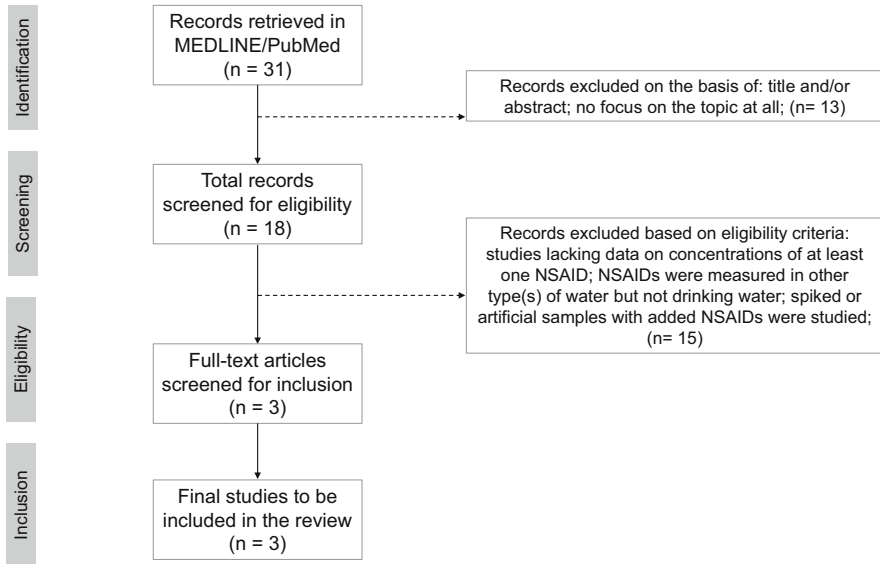 Identification
Records retrieved in
MEDLINE/PubMed
(n = 31)
Records excluded on the basis of: title and/or
abstract; no focus on the topic at all; (n= 13)
Screening
Total records
screened for eligibility
(n = 18)
Records excluded based on eligibility criteria:
studies lacking data on concentrations of at least
one NSAID; NSAIDs were measured in other
type(s) of water but not drinking water; spiked or
artificial samples with added NSAIDs were studied;
(n= 15)
Eligibility
Full-text articles
screened for inclusion
(n = 3)
Inclusion
Final studies to be
included in the review
(n = 3)